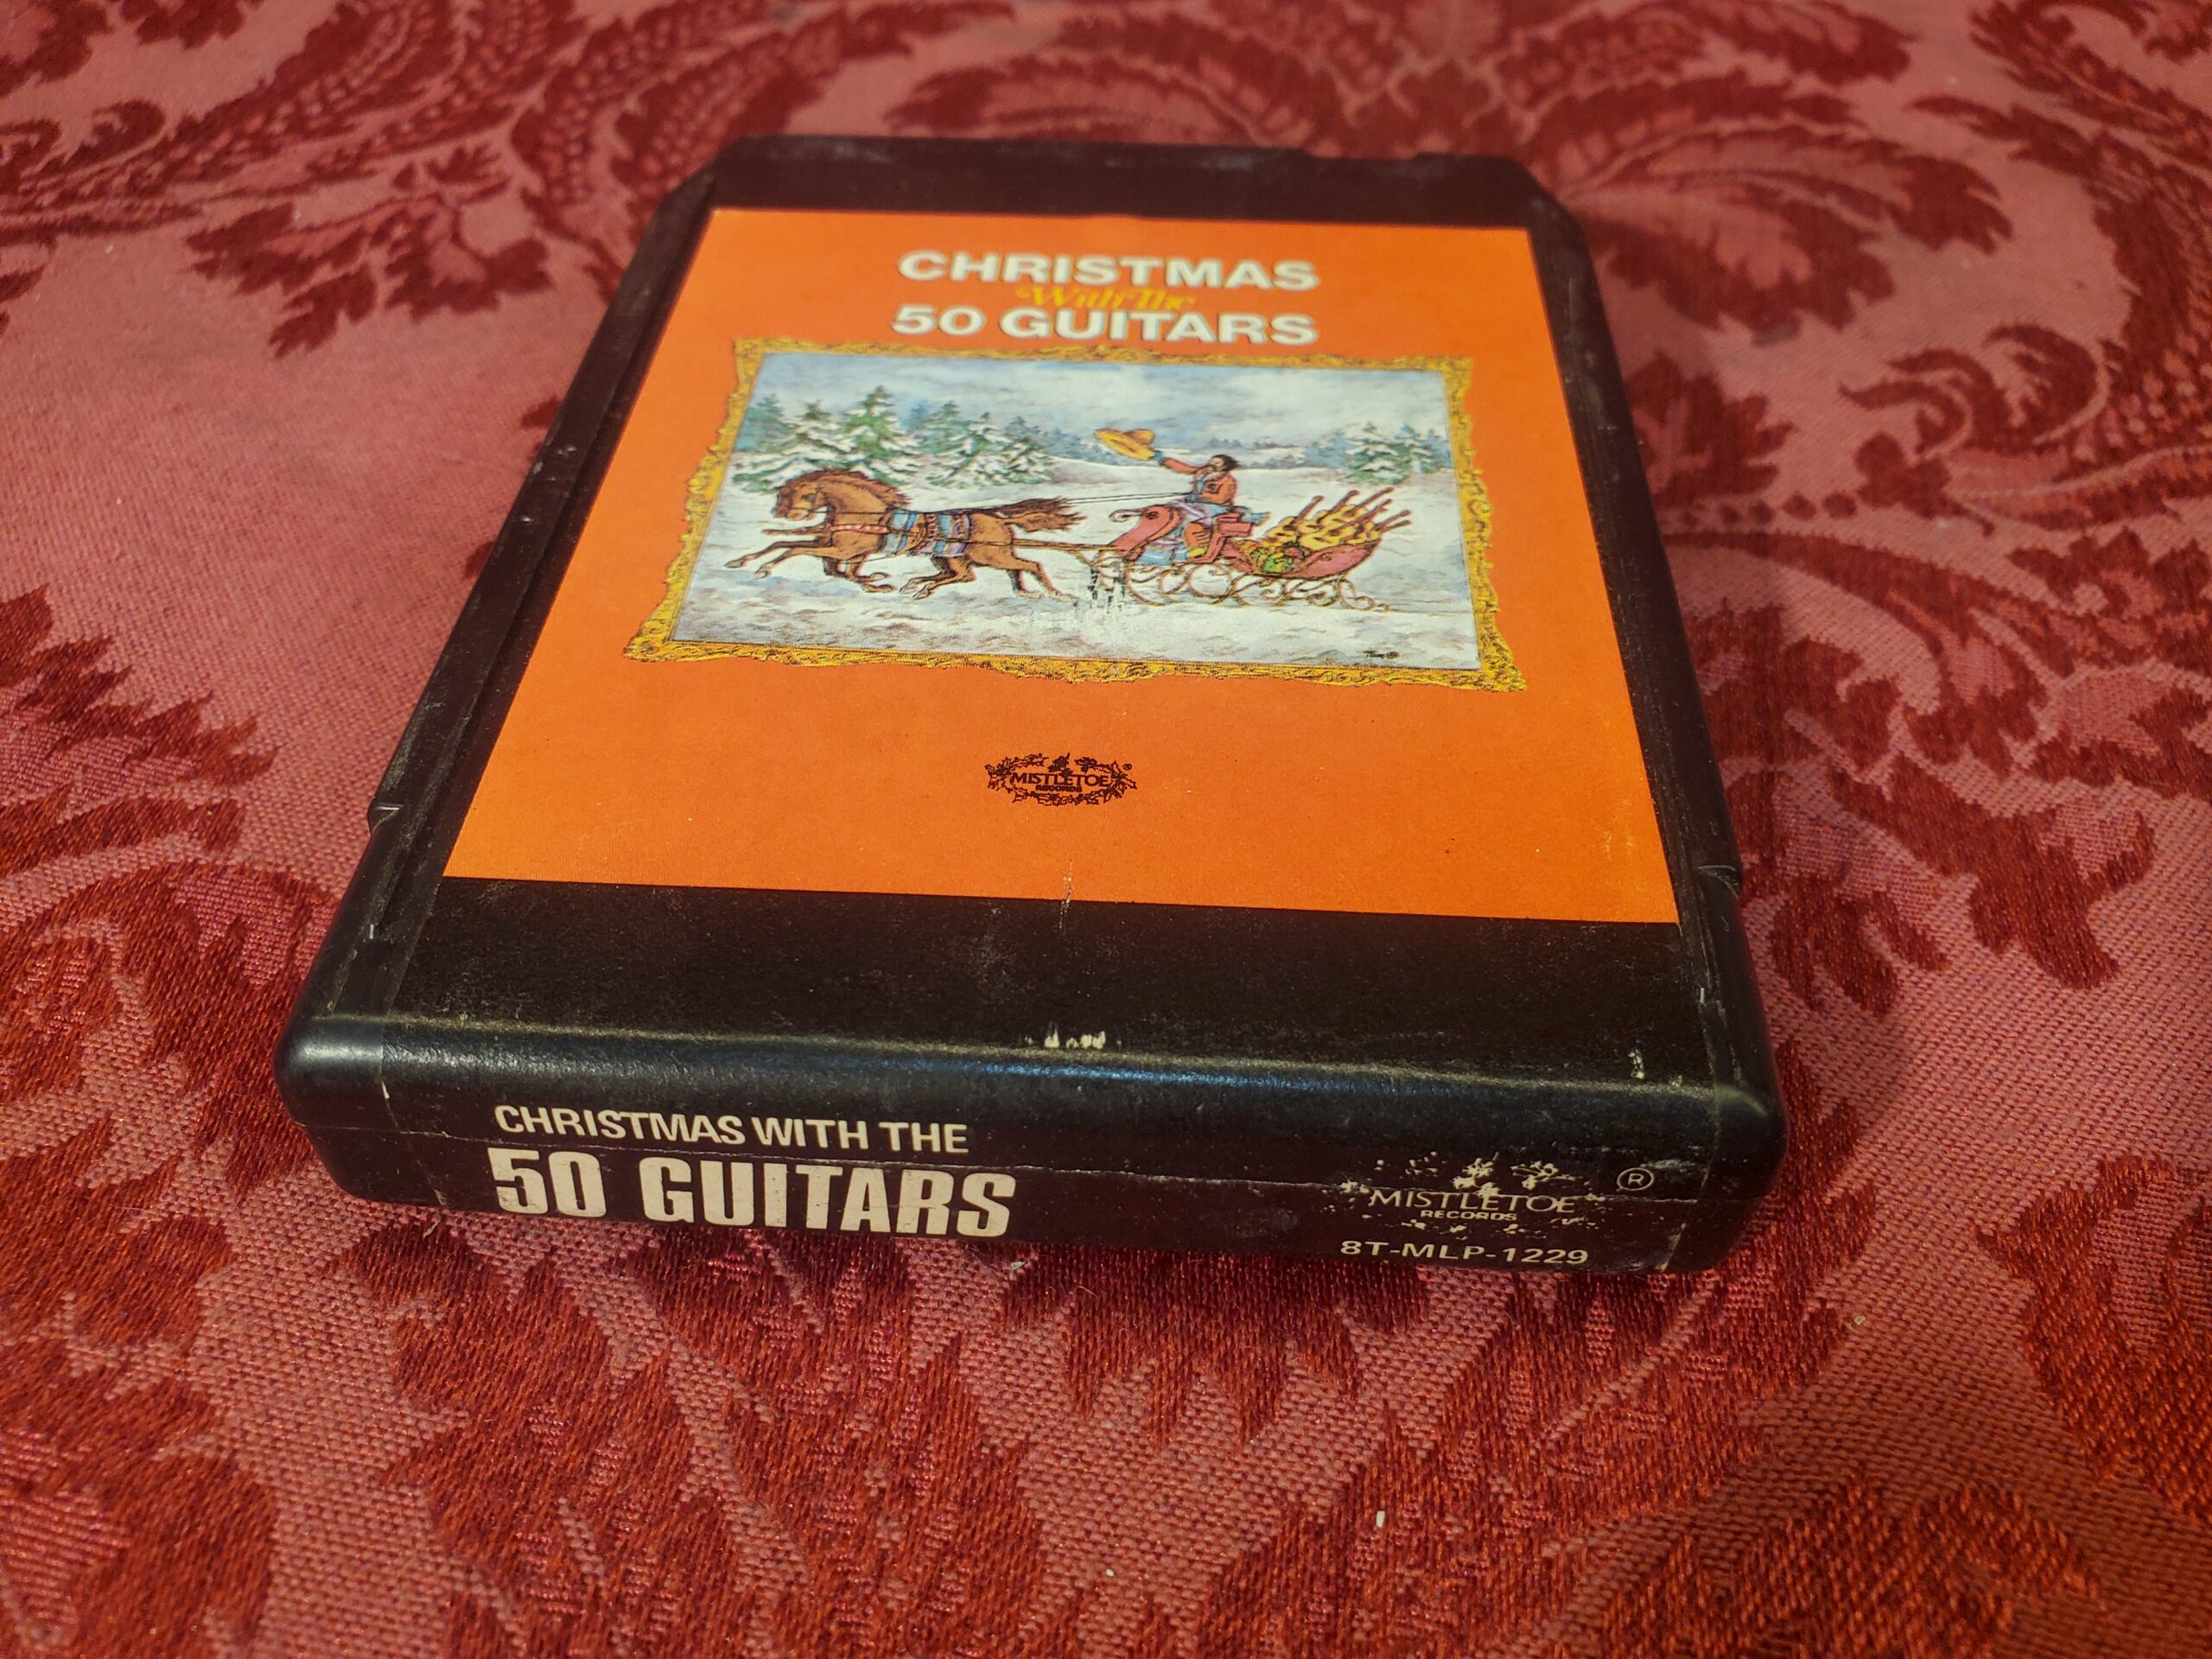 CHRISTMAS
With The
50 GUITARS
MISTLETOE ®
RECORDS
CHRISTMAS WITH THE
50 GUITARS
MISTLETOE ®
RECORDS
8T-MLP-1229